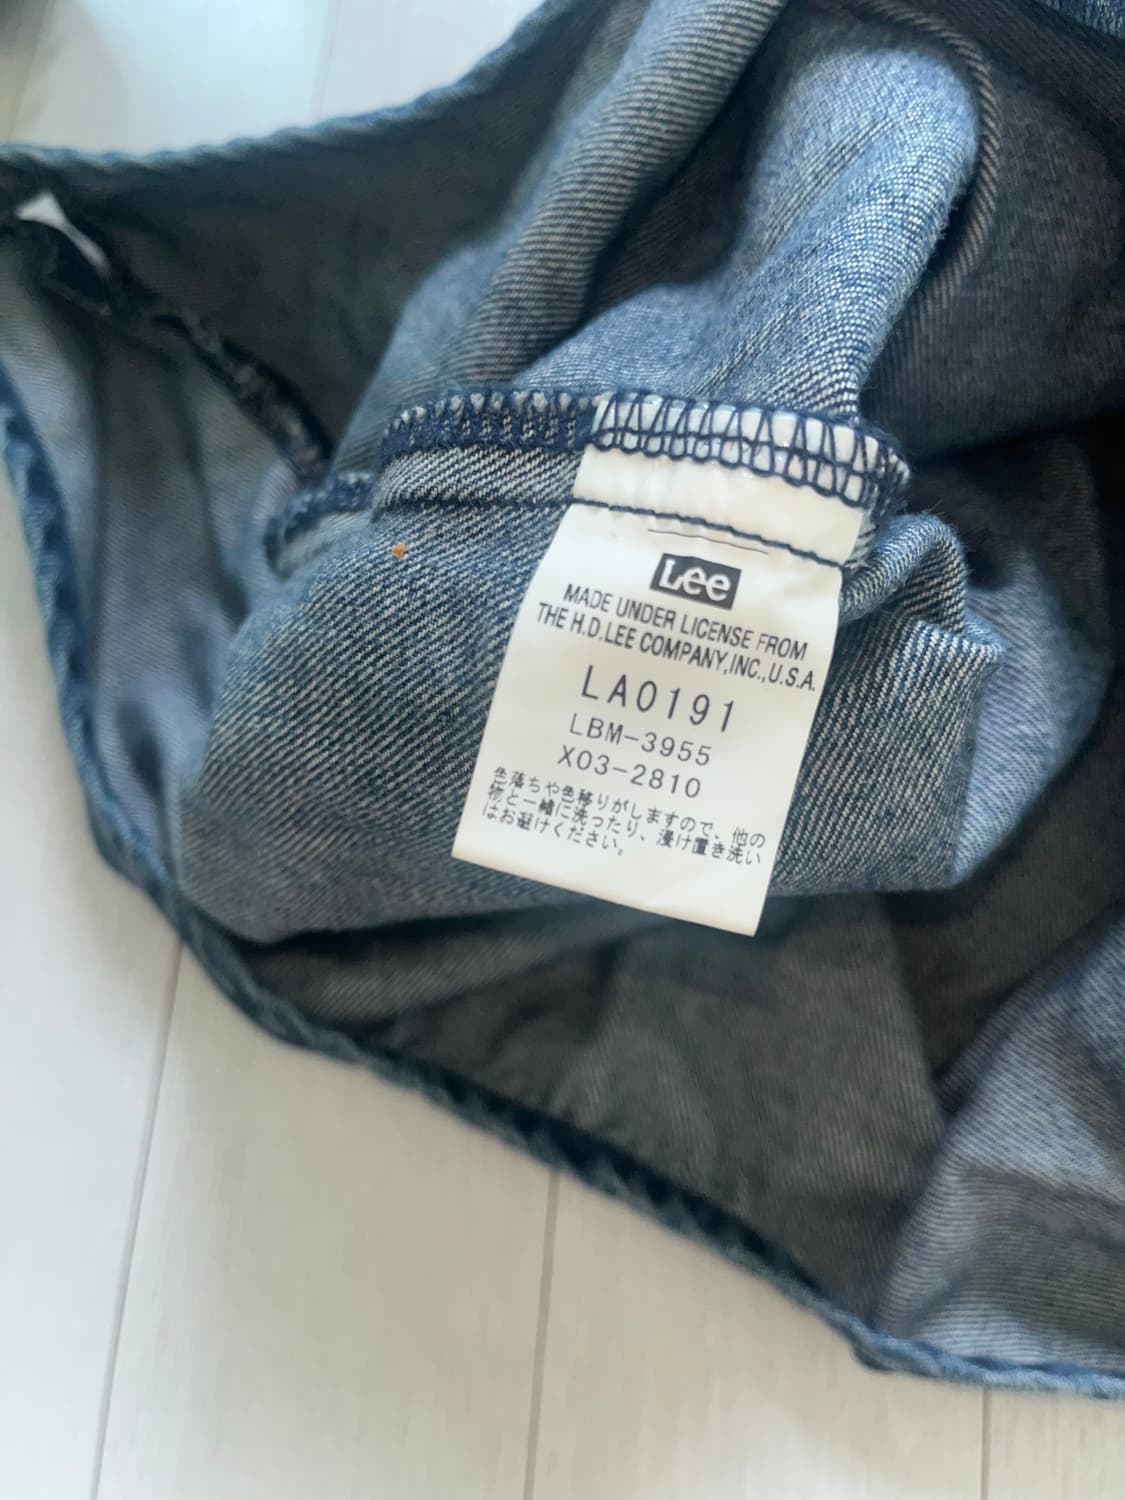 Lee
MADE UNDER LICENSE FROM
THE H.D.LEE COMPANY,INC.,U.S.A.
LA0191
LBM-3955
X03-2810
色落ちや色移りがしますので、他の
物と一緒に洗ったり、浸け置き洗い
はお避けください。